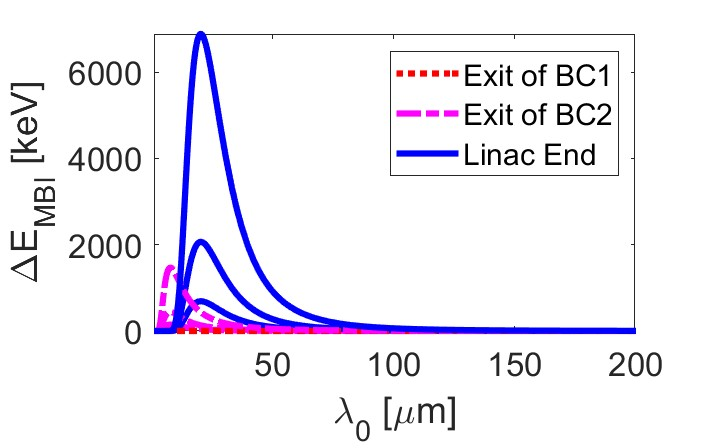 6000
4000
2000
0
ΔE_MBI [keV]
Exit of BC1
Exit of BC2
Linac End
50
100
150
200
λ_0 [μm]